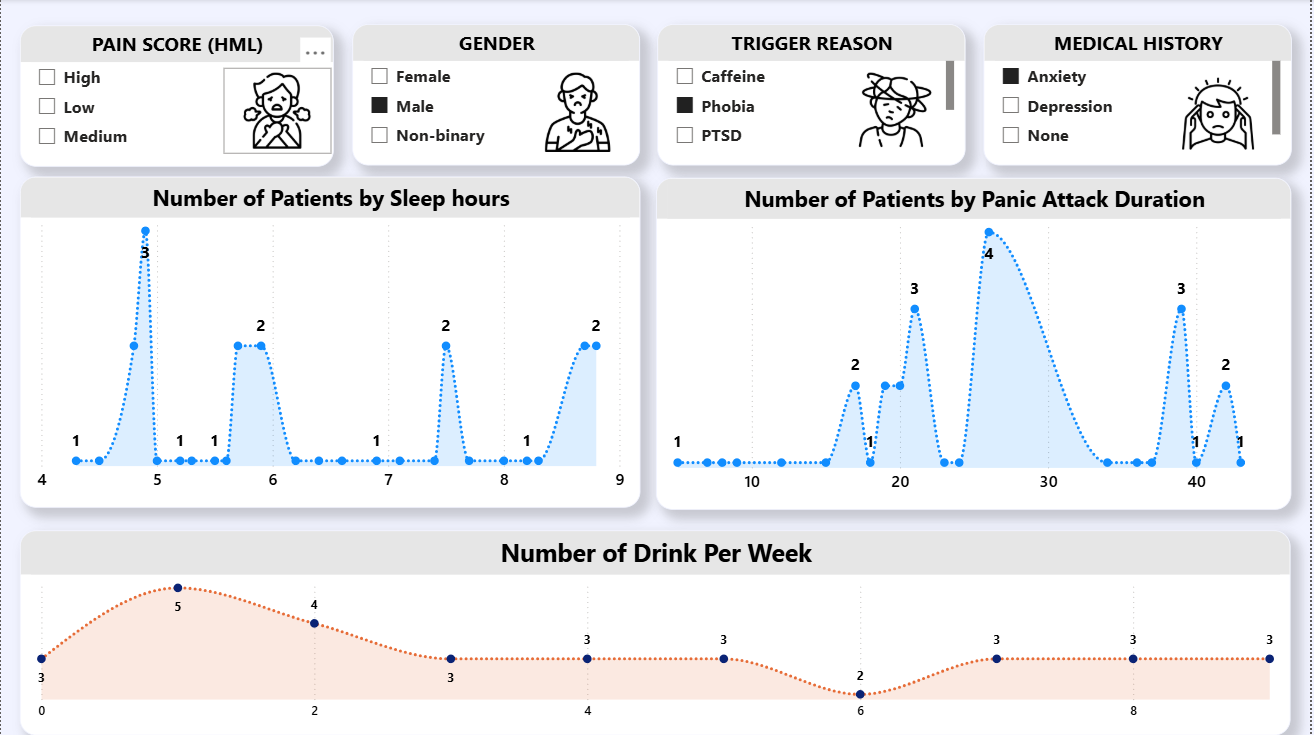 PAIN SCORE (HML)
...
High
Low
Medium
GENDER
Female
Male
Non-binary
TRIGGER REASON
Caffeine
Phobia
PTSD
MEDICAL HISTORY
Anxiety
Depression
None
Number of Patients by Sleep hours
3
2 2 2
1 1 1 1 1
4 5 6 7 8 9
Number of Patients by Panic Attack Duration
4
3 3
2 2
1 1 1 1
10 20 30 40
Number of Drink Per Week
5 4
3 3 3 3 3
3 3 2
0 2 4 6 8